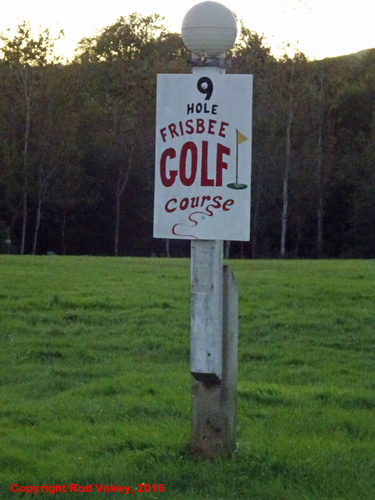 9
HOLE
FRISBEE
GOLF
course
Copyright Rod Vokey, 2016